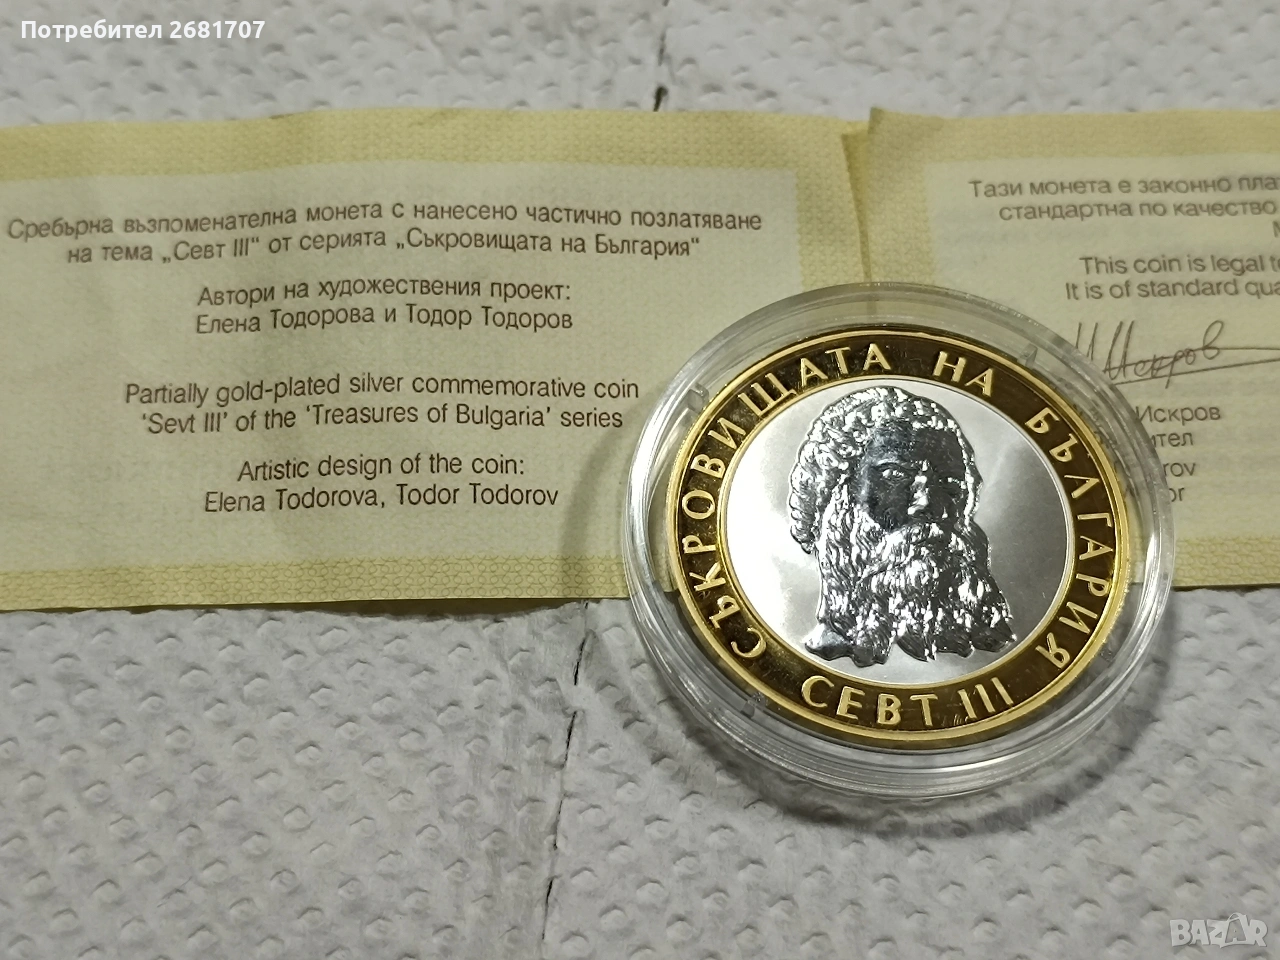 Потребител 2681707
Сребърна възпоменателна монета с нанесено частично позлатяване
на тема „Севт III“ от серията „Съкровищата на България“
Автори на художествения проект:
Елена Тодорова и Тодор Тодоров
Partially gold-plated silver commemorative coin
'Sevt III' of the 'Treasures of Bulgaria' series
Artistic design of the coin:
Elena Todorova, Todor Todorov
Тази монета е законно
стандартна по качество
This coin is legal
It is of standard
Искров
СЪКРОВИЩАТА НА БЪЛГАРИЯ
СЕВТ III
BAZAR